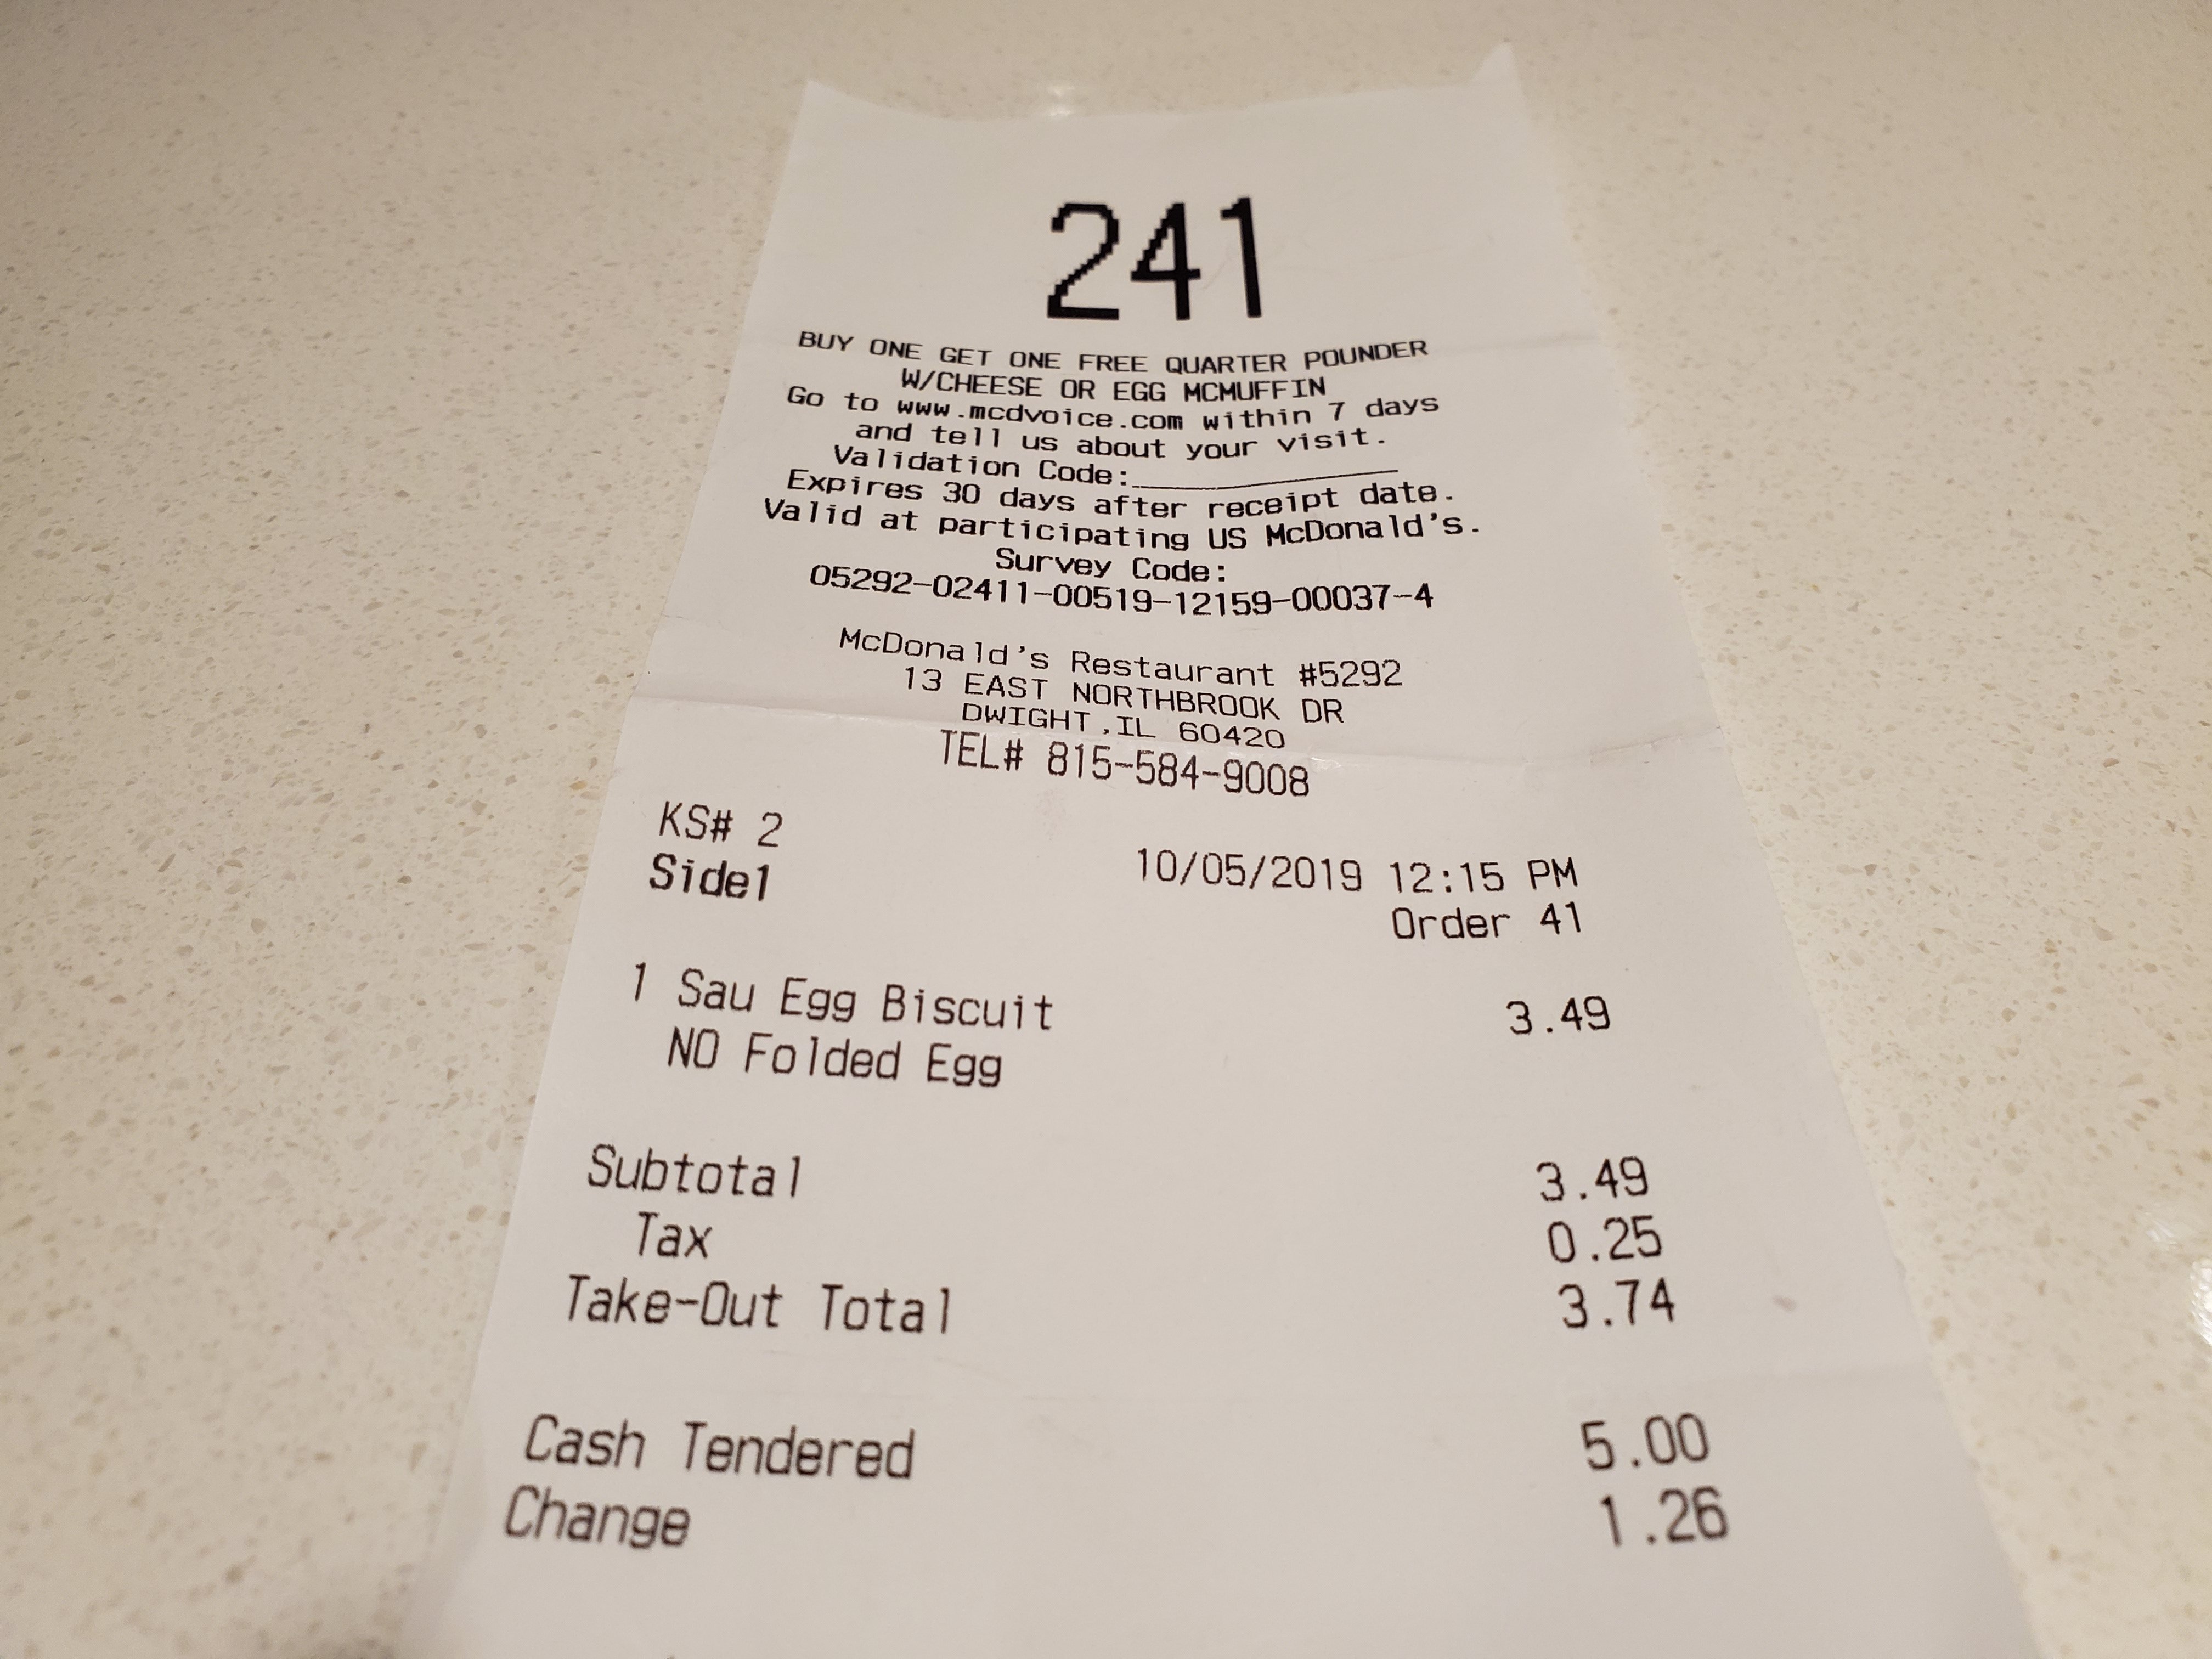 241
BUY ONE GET ONE FREE QUARTER POUNDER
W/CHEESE OR EGG MCMUFFIN
Go to www.mcdvoice.com within 7 days
and tell us about your visit.
Validation Code:____________
Expires 30 days after receipt date.
Valid at participating US McDonald's.
Survey Code:
05292-02411-00519-12159-00037-4
McDonald's Restaurant #5292
13 EAST NORTHBROOK DR
DWIGHT,IL 60420
TEL# 815-584-9008
KS# 2 10/05/2019 12:15 PM
Side1 Order 41
1 Sau Egg Biscuit 3.49
NO Folded Egg
Subtotal 3.49
Tax 0.25
Take-Out Total 3.74
Cash Tendered 5.00
Change 1.26